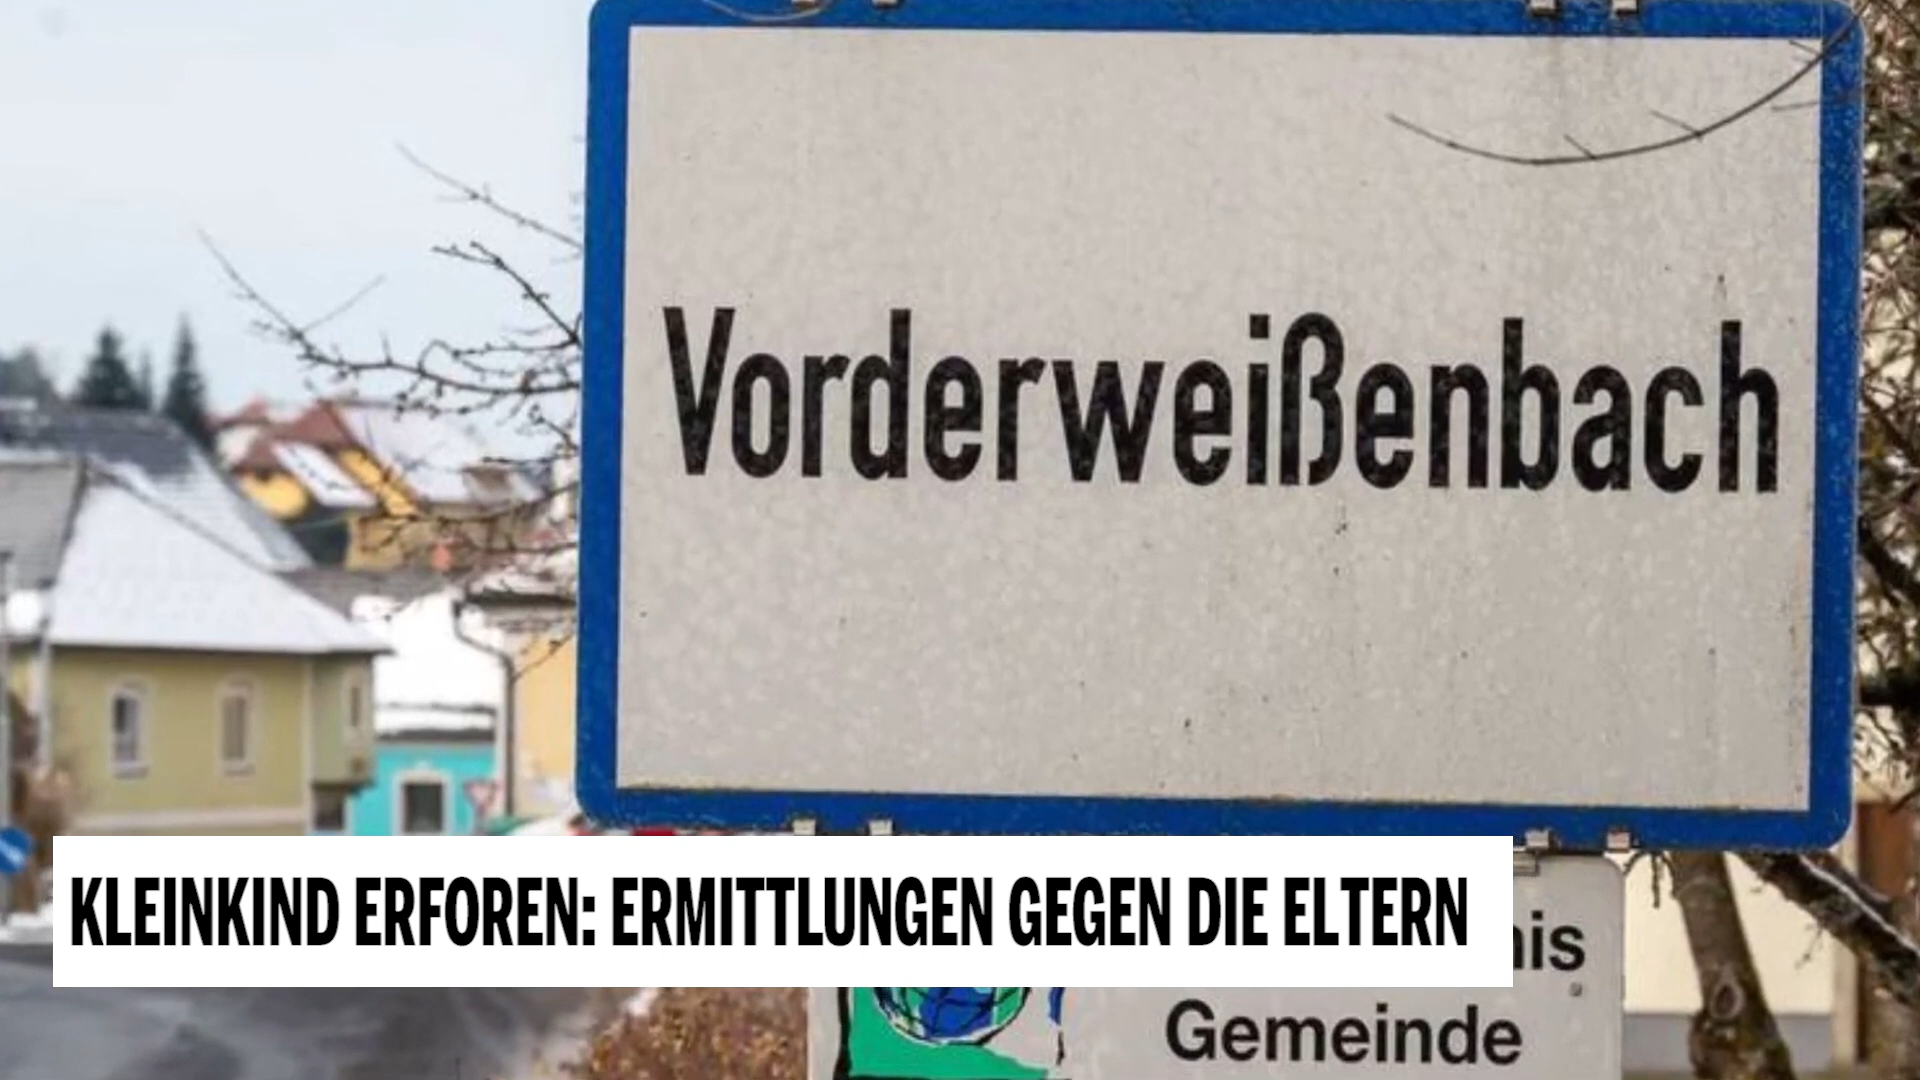 Vorderweißenbach
KLEINKIND ERFOREN: ERMITTLUNGEN GEGEN DIE ELTERN
Gemeinde